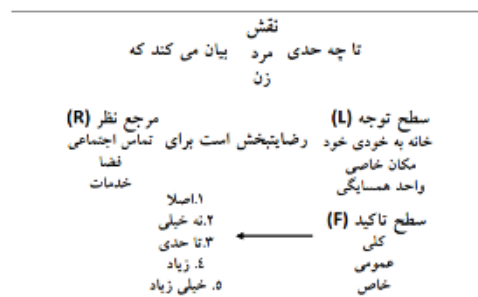 نقش
تا چه حدی مرد بیان می کند که
زن
سطح توجه (L) مرجع نظر (R)
خانه به خودی خود رضایتبخش است برای تماس اجتماعی
مکان خاصی فضا
واحد همسایگی خدمات
۱.اصلا
سطح تاکید (F) ۲.نه خیلی
کلی ۳.تا حدی
عمومی ٤. زیاد
خاص ۵. خیلی زیاد